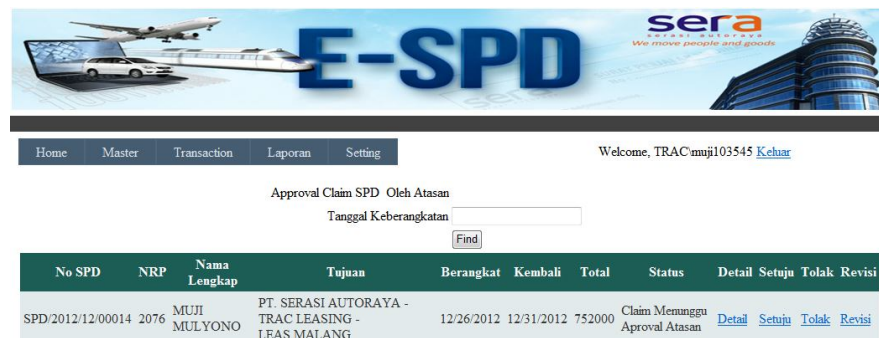 sera
serasi autoraya
We move people and goods
E-SPD
Home Master Transaction Laporan Setting
Welcome, TRAC\muji103545 Keluar
Approval Claim SPD Oleh Atasan
Tanggal Keberangkatan
Find
No SPD NRP Nama Lengkap Tujuan Berangkat Kembali Total Status Detail Setuju Tolak Revisi
SPD/2012/12/00014 2076 MUJI MULYONO PT. SERASI AUTORAYA - TRAC LEASING - LEAS MALANG 12/26/2012 12/31/2012 752000 Claim Menunggu Aproval Atasan Detail Setuju Tolak Revisi